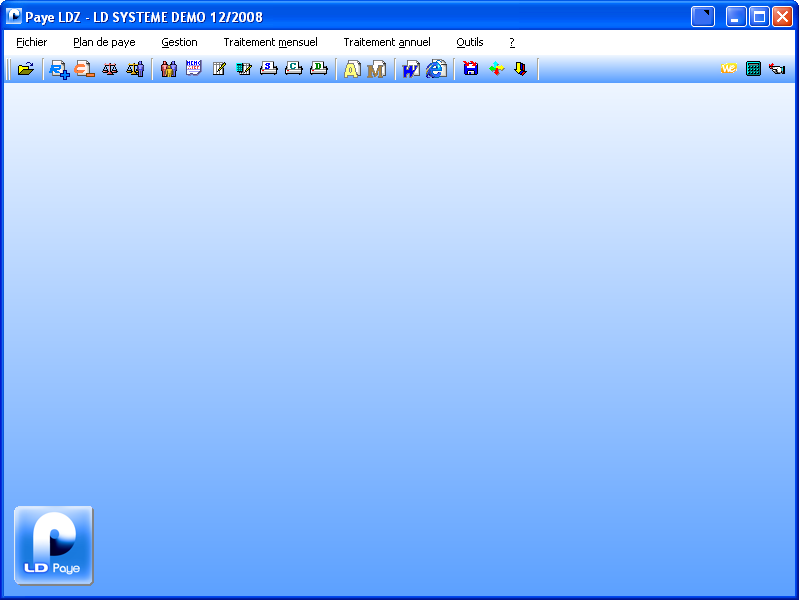 Paye LDZ - LD SYSTEME DEMO 12/2008
Fichier Plan de paye Gestion Traitement mensuel Traitement annuel Outils ?
MEMO S C D A M W
LD Paye